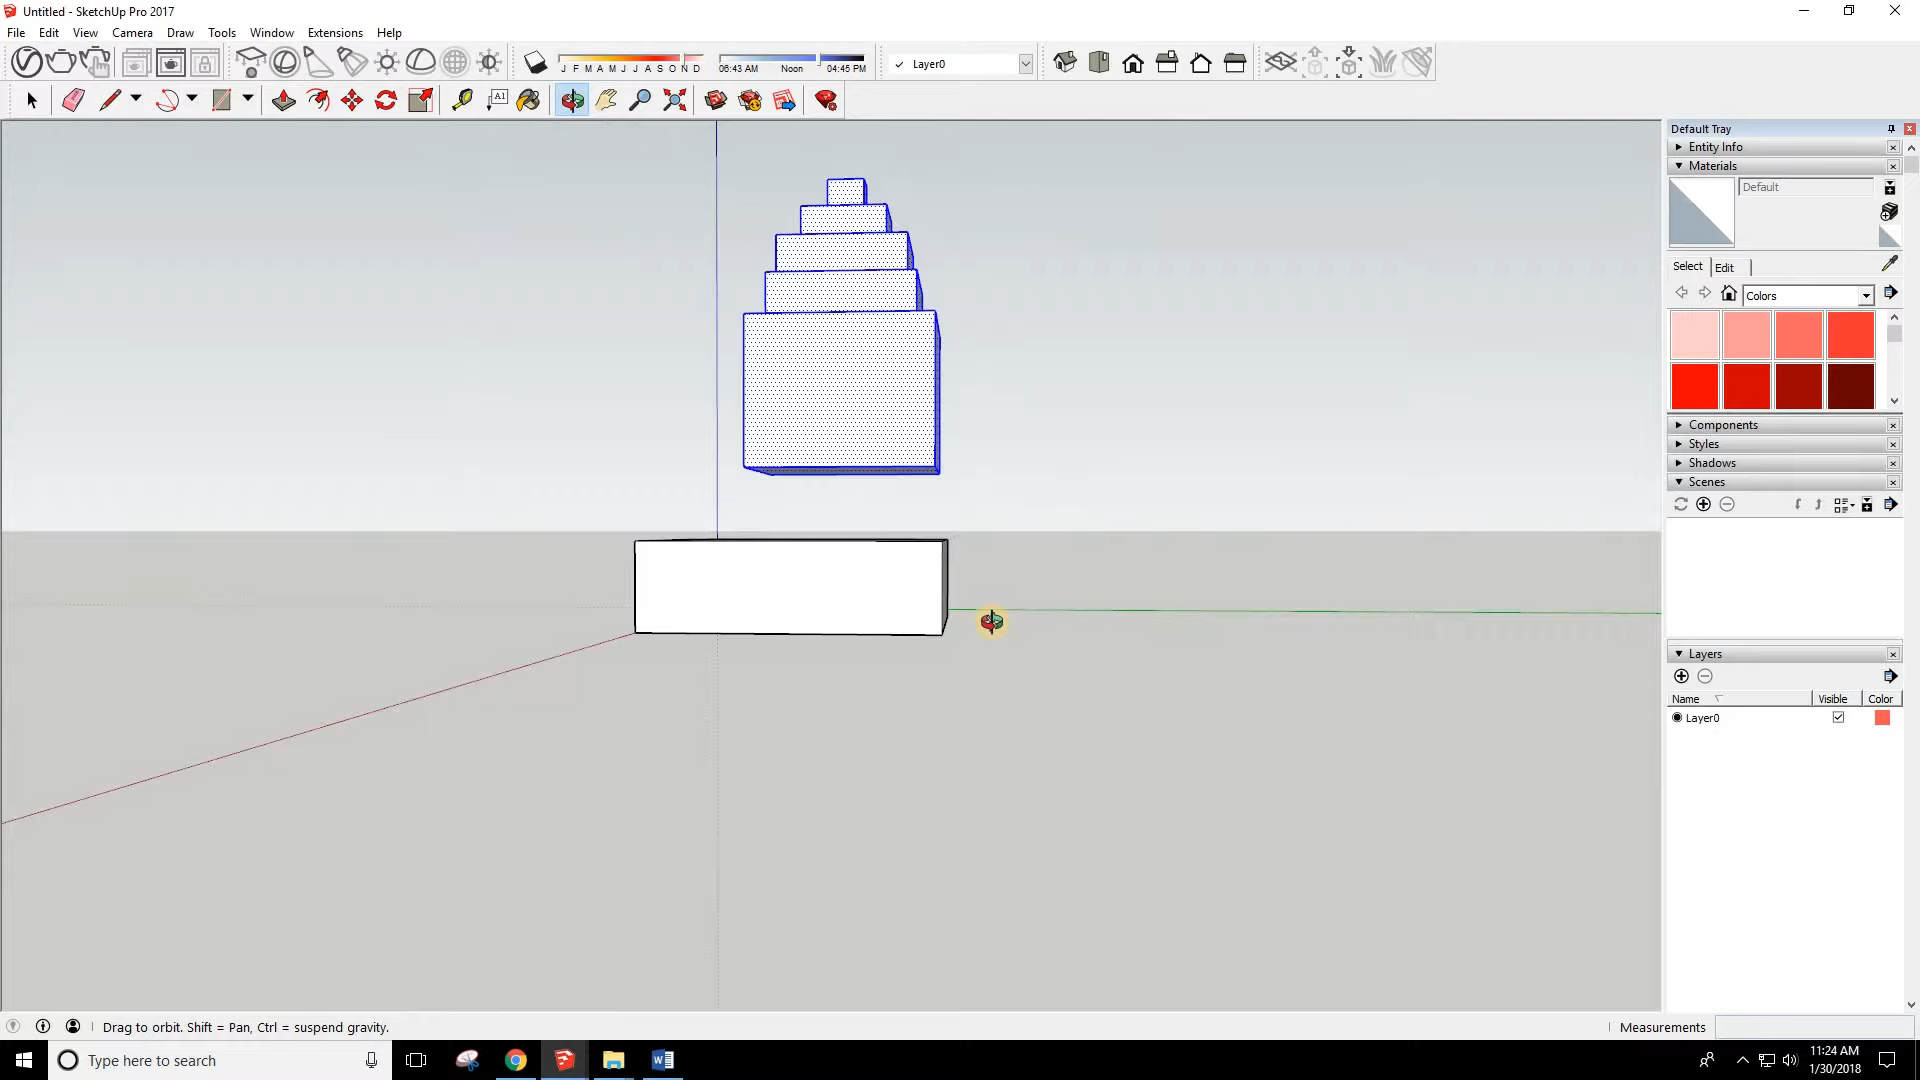 Untitled - SketchUp Pro 2017
File Edit View Camera Draw Tools Window Extensions Help
J F M A M J J A S O N D
06:43 AM Noon 04:45 PM
Layer0
A1
Default Tray
Entity Info
Materials
Default
Select Edit
Colors
Components
Styles
Shadows
Scenes
Layers
Name Visible Color
Layer0
Drag to orbit. Shift = Pan, Ctrl = suspend gravity.
Measurements
Type here to search
11:24 AM
1/30/2018